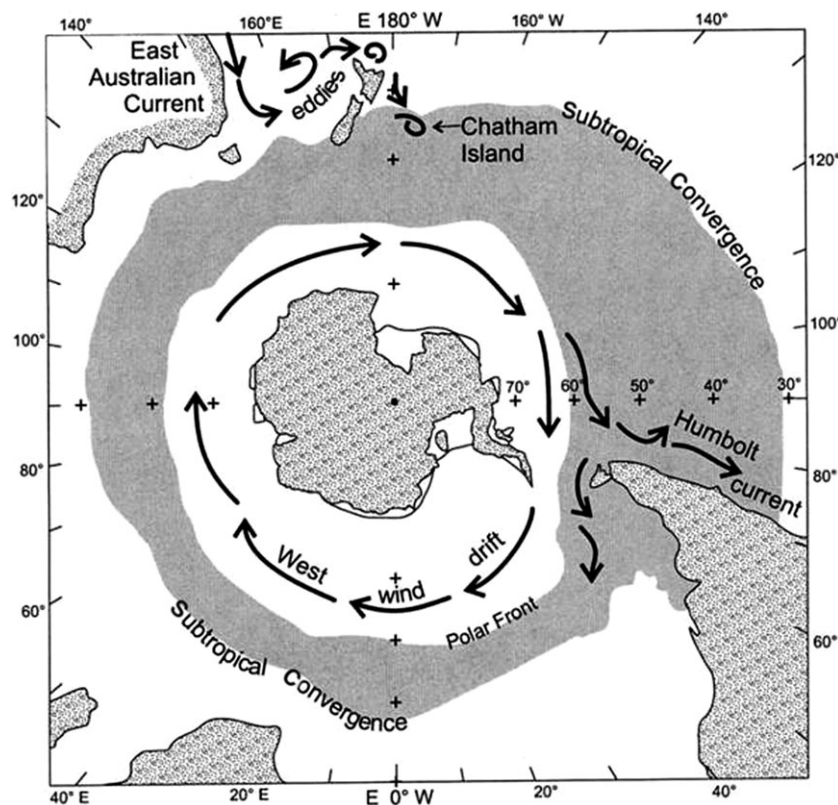 140° E
160° E
E 180° W
160° W
140° W
East
Australian
Current
eddies
Chatham
Island
Subtropical Convergence
120°
120°
100°
100°
70°
60°
50°
40°
30°
Humbolt
current
80°
80°
West
wind
drift
Polar Front
60°
60°
Subtropical Convergence
40° E
20° E
E 0° W
20° W
40° W